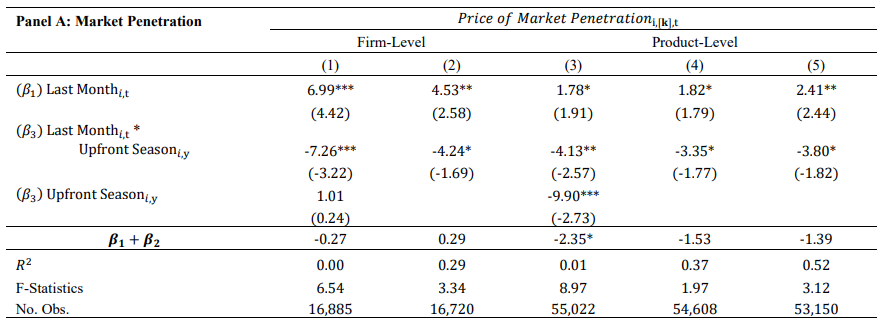 Panel A: Market Penetration Price of Market Penetration i,[k],t
Firm-Level Product-Level
(1) (2) (3) (4) (5)
(β₁) Last Month i,t 6.99*** 4.53** 1.78* 1.82* 2.41**
(4.42) (2.58) (1.91) (1.79) (2.44)
(β₃) Last Month i,t *
Upfront Season i,y -7.26*** -4.24* -4.13** -3.35* -3.80*
(-3.22) (-1.69) (-2.57) (-1.77) (-1.82)
(β₃) Upfront Season i,y 1.01 -9.90***
(0.24) (-2.73)
β₁ + β₂ -0.27 0.29 -2.35* -1.53 -1.39
R² 0.00 0.29 0.01 0.37 0.52
F-Statistics 6.54 3.34 8.97 1.97 3.12
No. Obs. 16,885 16,720 55,022 54,608 53,150